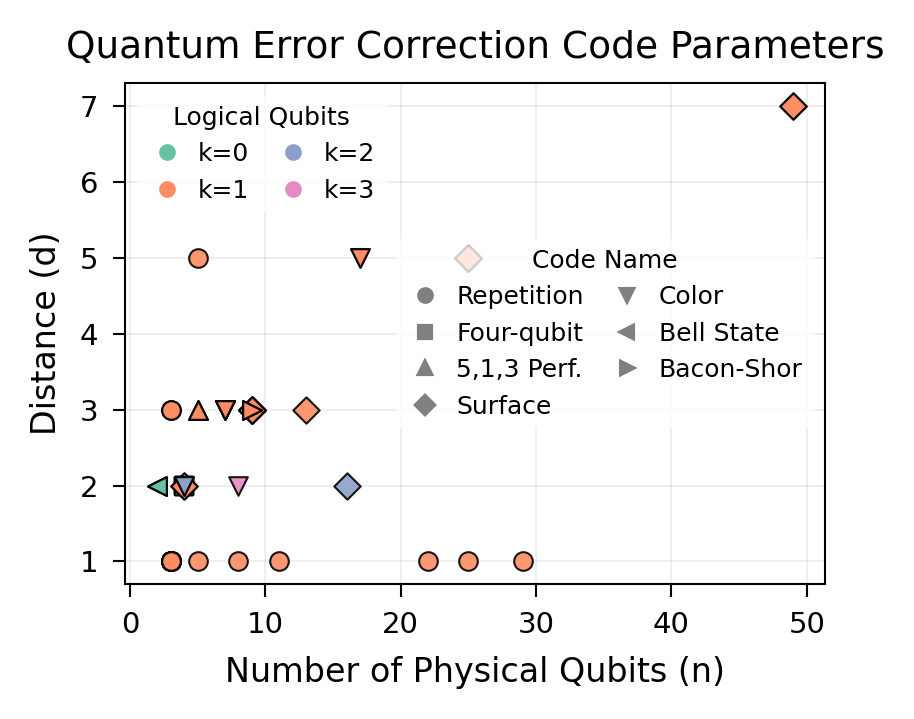 Quantum Error Correction Code Parameters
7
6
5
4
3
2
1
Distance (d)
Logical Qubits
k=0 k=2
k=1 k=3
Code Name
Repetition Color
Four-qubit Bell State
5,1,3 Perf. Bacon-Shor
Surface
0 10 20 30 40 50
Number of Physical Qubits (n)